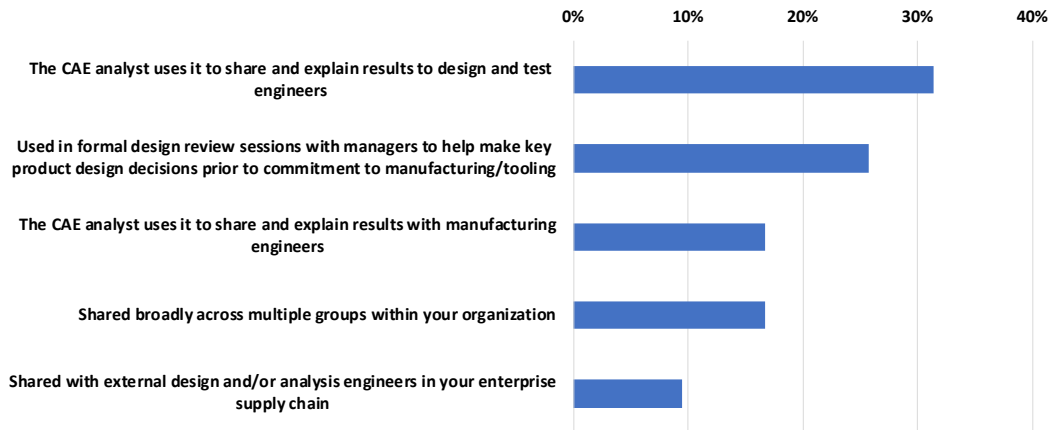 0% 10% 20% 30% 40%
The CAE analyst uses it to share and explain results to design and test
engineers
Used in formal design review sessions with managers to help make key
product design decisions prior to commitment to manufacturing/tooling
The CAE analyst uses it to share and explain results with manufacturing
engineers
Shared broadly across multiple groups within your organization
Shared with external design and/or analysis engineers in your enterprise
supply chain